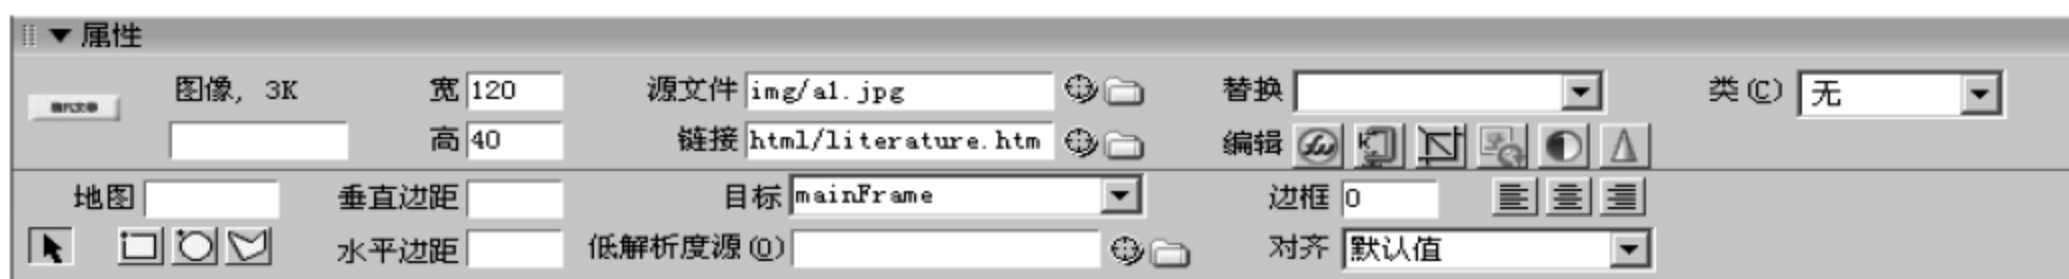 属性
图像, 3K 宽 120 源文件 img/a1.jpg 替换 类(C) 无
高 40 链接 html/literature.htm 编辑
地图 垂直边距 目标 mainFrame 边框 0
水平边距 低解析度源(O) 对齐 默认值